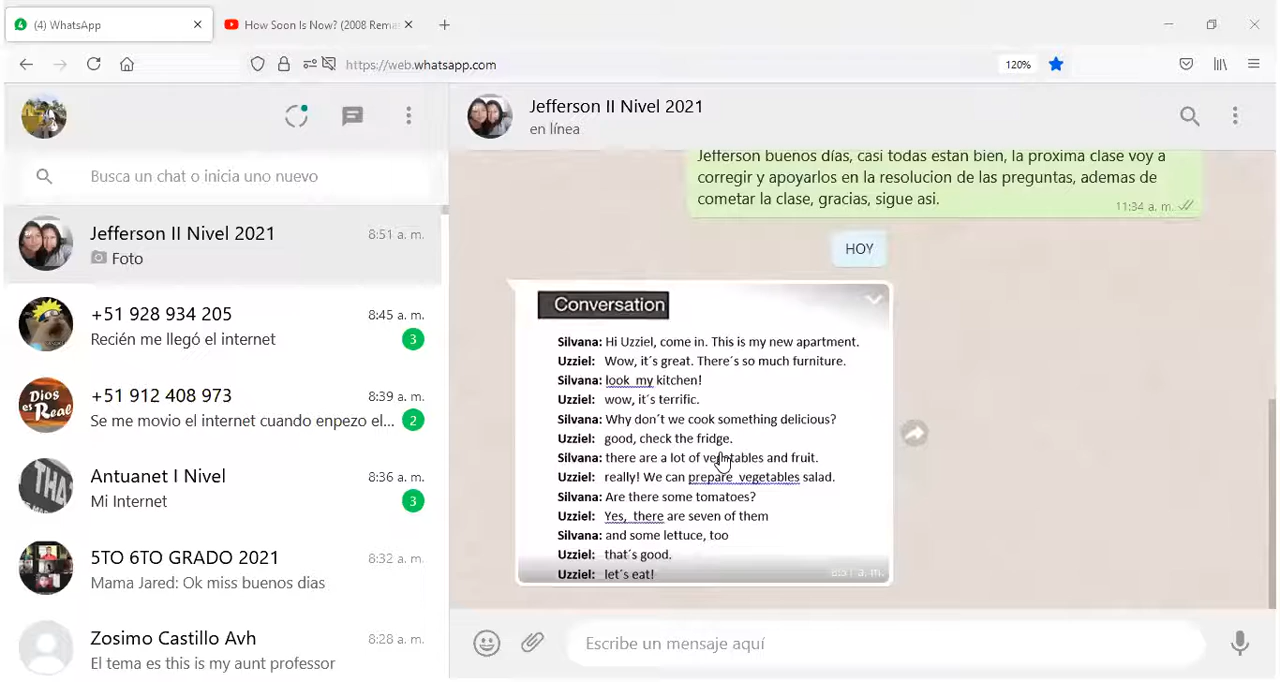 (4) WhatsApp
How Soon Is Now? (2008 Rema
https://web.whatsapp.com
120%
Busca un chat o inicia uno nuevo
Jefferson II Nivel 2021
8:51 a. m.
Foto
+51 928 934 205
8:45 a. m.
Recién me llegó el internet
3
+51 912 408 973
8:39 a. m.
Se me movio el internet cuando enpezo el...
2
Antuanet I Nivel
8:36 a. m.
Mi Internet
3
5TO 6TO GRADO 2021
8:32 a. m.
Mama Jared: Ok miss buenos dias
Zosimo Castillo Avh
8:28 a. m.
El tema es this is my aunt professor
Jefferson II Nivel 2021
en línea
Jefferson buenos días, casi todas estan bien, la proxima clase voy a
corregir y apoyarlos en la resolucion de las preguntas, ademas de
cometar la clase, gracias, sigue asi.
11:34 a. m.
HOY
Conversation
Silvana: Hi Uzziel, come in. This is my new apartment.
Uzziel: Wow, it´s great. There´s so much furniture.
Silvana: look my kitchen!
Uzziel: wow, it´s terrific.
Silvana: Why don´t we cook something delicious?
Uzziel: good, check the fridge.
Silvana: there are a lot of vegetables and fruit.
Uzziel: really! We can prepare vegetables salad.
Silvana: Are there some tomatoes?
Uzziel: Yes, there are seven of them
Silvana: and some lettuce, too
Uzziel: that´s good.
Uzziel: let´s eat!
8:51 a. m.
Escribe un mensaje aquí